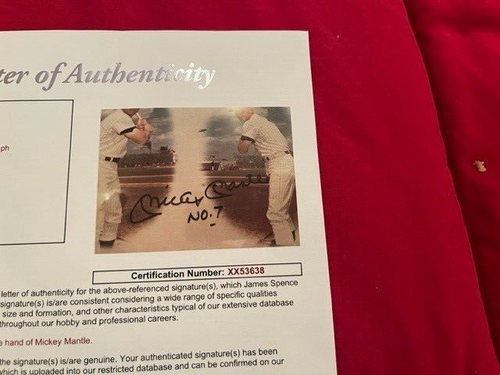 ter of Authenticity
ph
Mickey Mantle
No. 7
Certification Number: XX53638
letter of authenticity for the above-referenced signature(s), which James Spence
signature(s) is/are consistent considering a wide range of specific qualities
size and formation, and other characteristics typical of our extensive database
throughout our hobby and professional careers.
e hand of Mickey Mantle.
the signature(s) is/are genuine. Your authenticated signature(s) has been
which is uploaded into our restricted database and can be confirmed on our